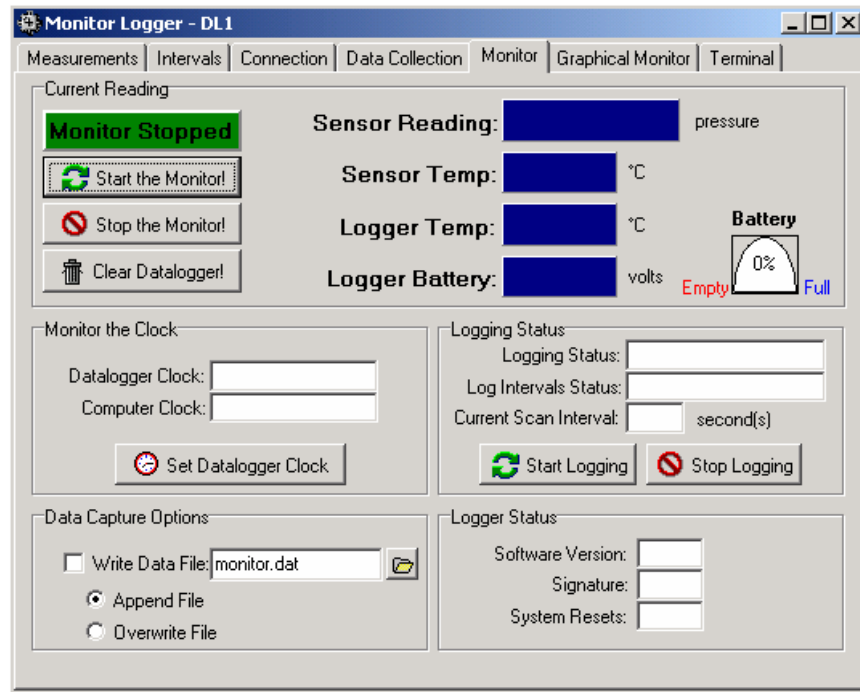 Monitor Logger - DL1
Measurements Intervals Connection Data Collection Monitor Graphical Monitor Terminal
Current Reading
Monitor Stopped
Start the Monitor!
Stop the Monitor!
Clear Datalogger!
Sensor Reading: pressure
Sensor Temp: °C
Logger Temp: °C
Logger Battery: volts
Battery
0%
Empty Full
Monitor the Clock
Datalogger Clock:
Computer Clock:
Set Datalogger Clock
Logging Status
Logging Status:
Log Intervals Status:
Current Scan Interval: second(s)
Start Logging Stop Logging
Data Capture Options
Write Data File: monitor.dat
Append File
Overwrite File
Logger Status
Software Version:
Signature:
System Resets: